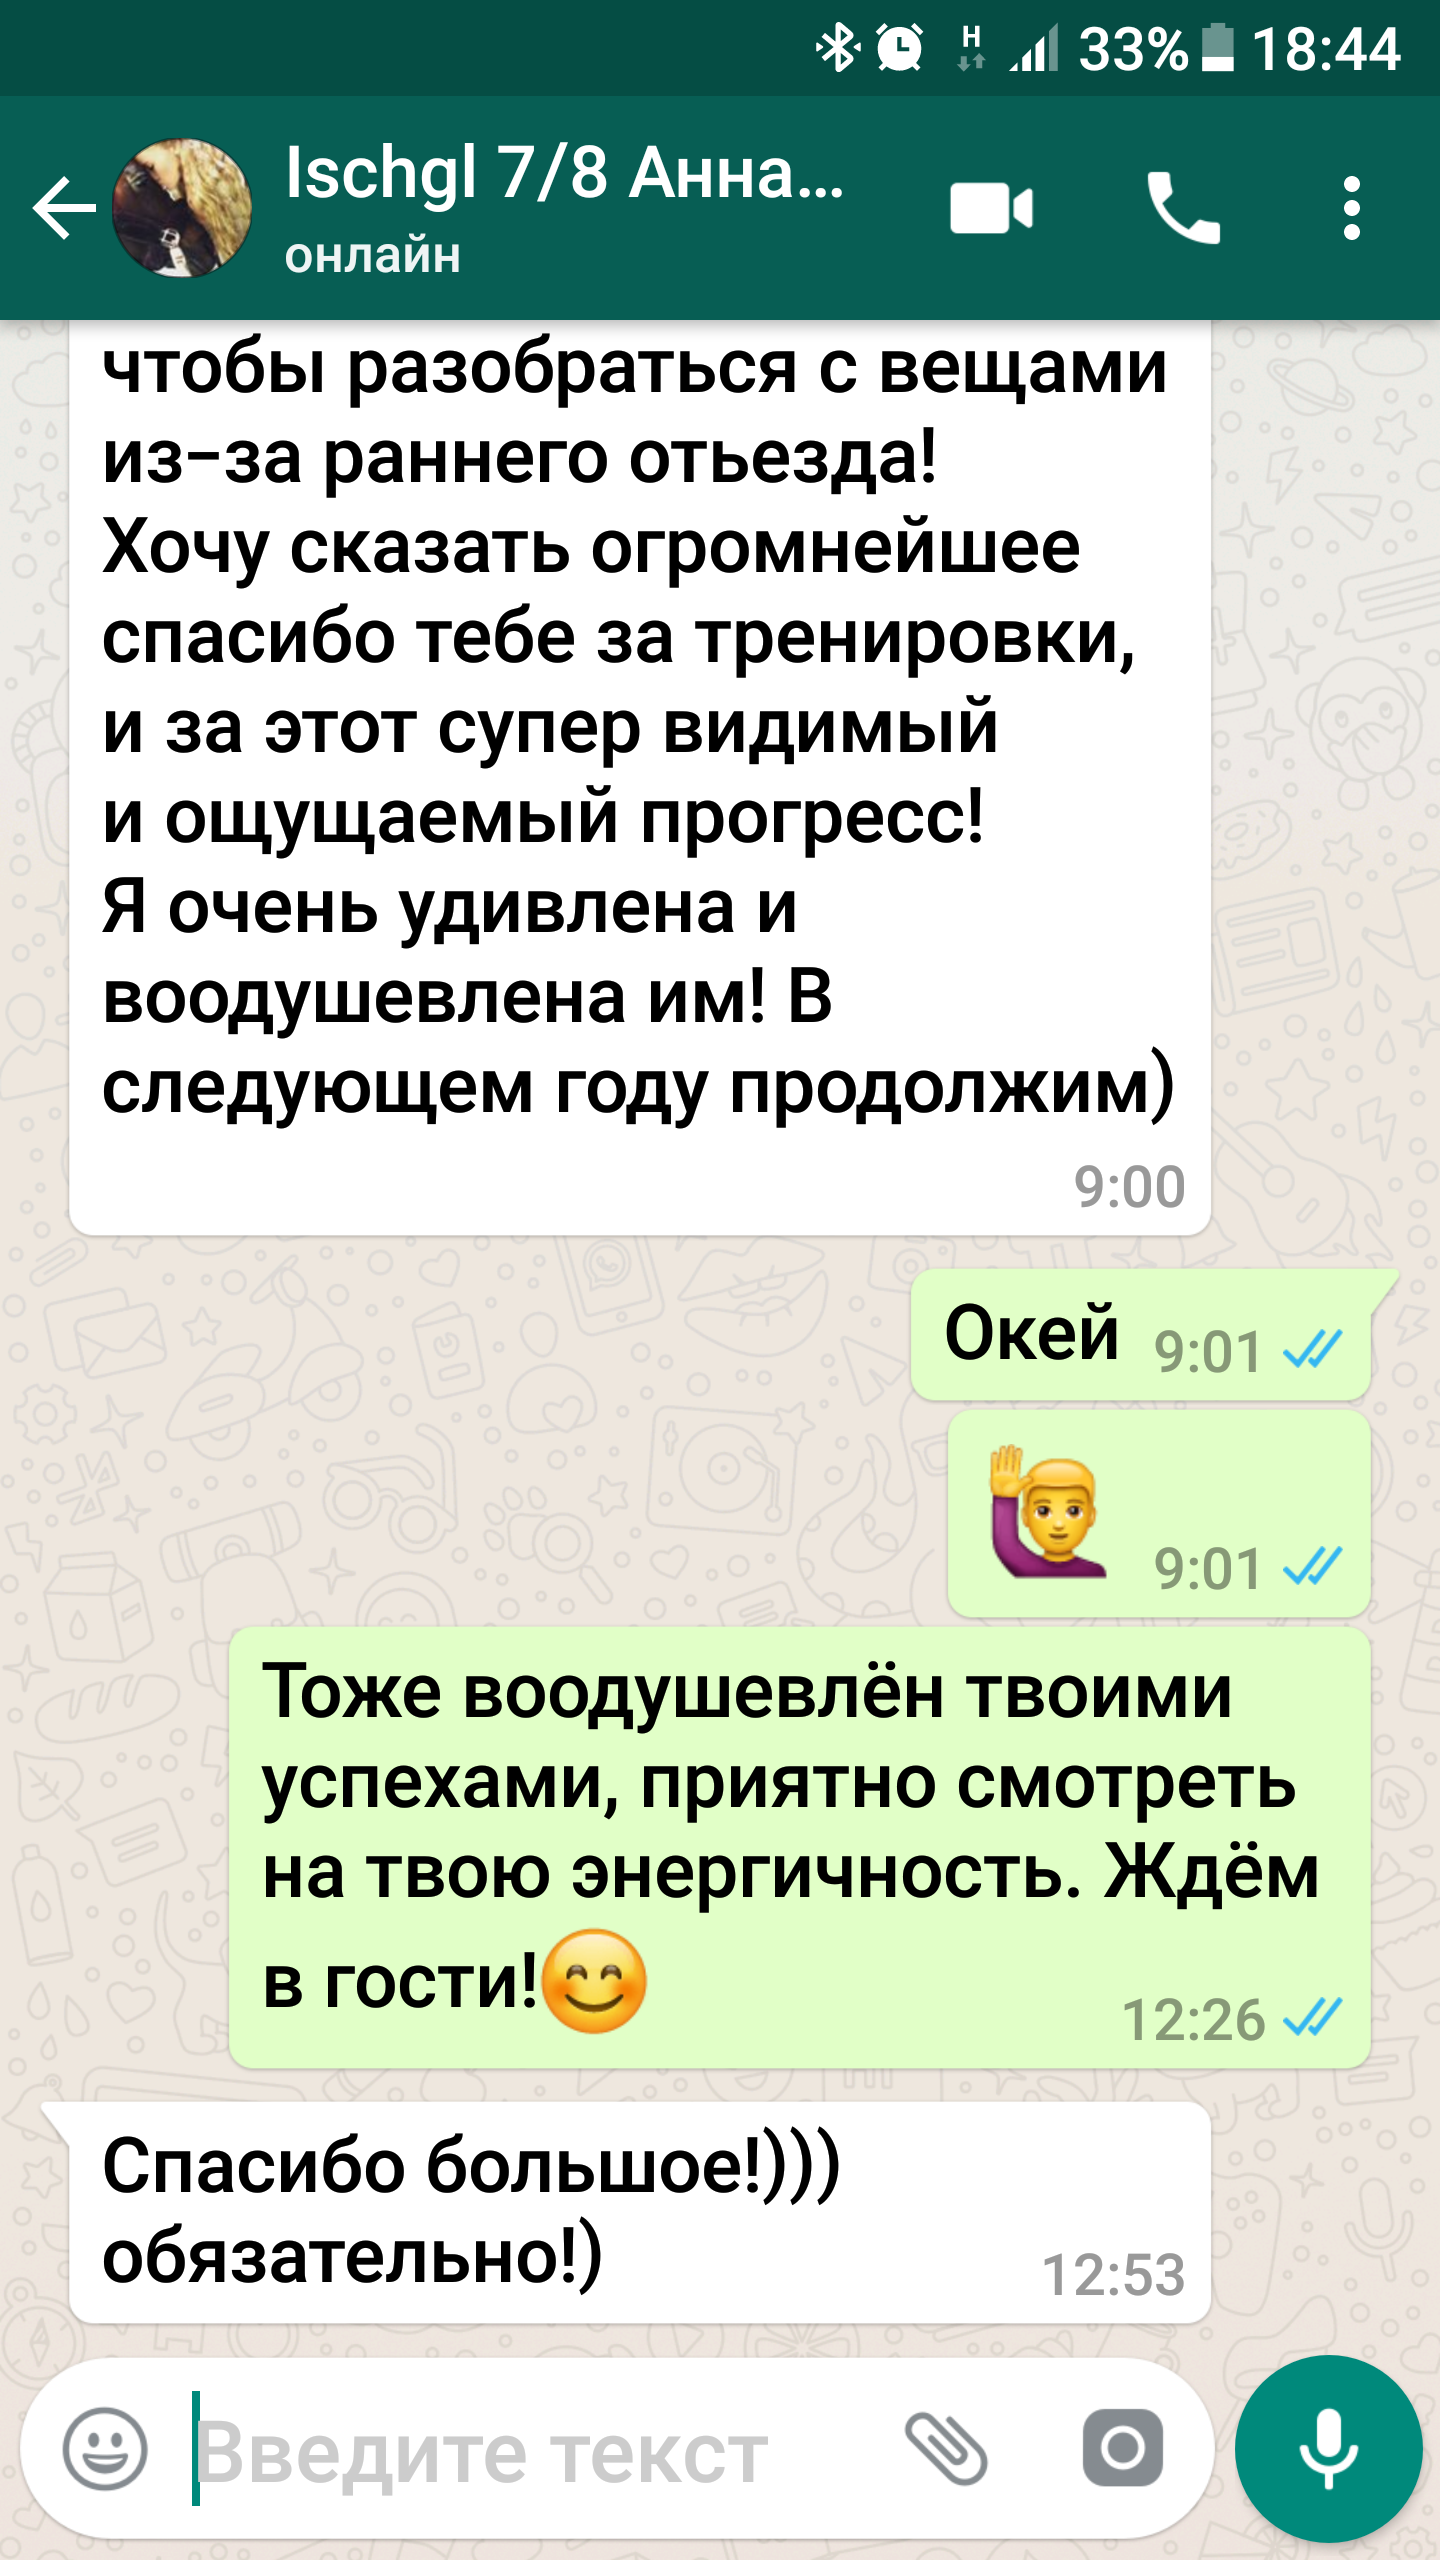 H 33% 18:44
Ischgl 7/8 Анна...
онлайн
чтобы разобраться с вещами
из-за раннего отьезда!
Хочу сказать огромнейшее
спасибо тебе за тренировки,
и за этот супер видимый
и ощущаемый прогресс!
Я очень удивлена и
воодушевлена им! В
следующем году продолжим)
9:00
Окей 9:01
9:01
Тоже воодушевлён твоими
успехами, приятно смотреть
на твою энергичность. Ждём
в гости!😊
12:26
Спасибо большое!)))
обязательно!)
12:53
Введите текст